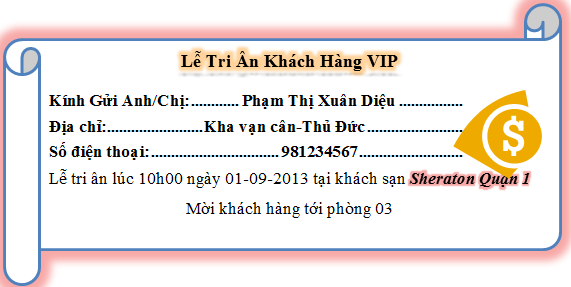 Lễ Tri Ân Khách Hàng VIP
Kính Gửi Anh/Chị:............ Phạm Thị Xuân Diệu ................
Địa chỉ:........................Kha vạn cân-Thủ Đức........................
Số điện thoại:................................981234567..........................
Lễ tri ân lúc 10h00 ngày 01-09-2013 tại khách sạn Sheraton Quận 1
Mời khách hàng tới phòng 03
$